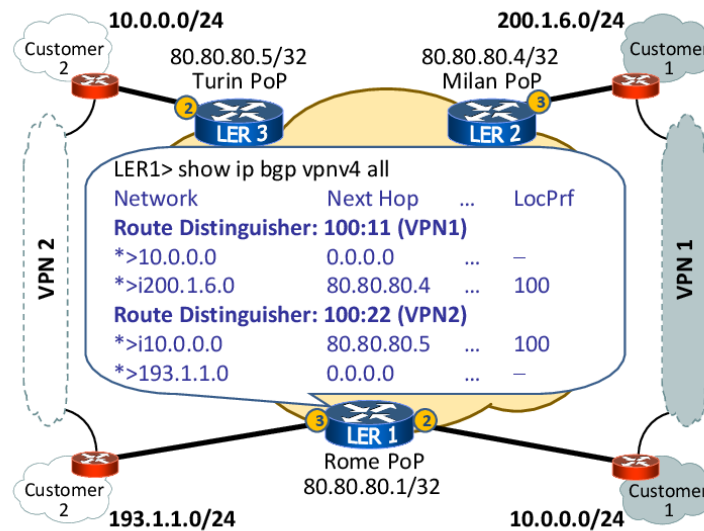 10.0.0.0/24
200.1.6.0/24
Customer
2
80.80.80.5/32
Turin PoP
80.80.80.4/32
Milan PoP
Customer
1
2
LER 3
3
LER 2
LER1> show ip bgp vpnv4 all
Network Next Hop ... LocPrf
Route Distinguisher: 100:11 (VPN1)
*>10.0.0.0 0.0.0.0 ... –
*>i200.1.6.0 80.80.80.4 ... 100
Route Distinguisher: 100:22 (VPN2)
*>i10.0.0.0 80.80.80.5 ... 100
*>193.1.1.0 0.0.0.0 ... –
VPN 2
VPN 1
3
LER 1
2
Rome PoP
80.80.80.1/32
Customer
2
193.1.1.0/24
Customer
1
10.0.0.0/24